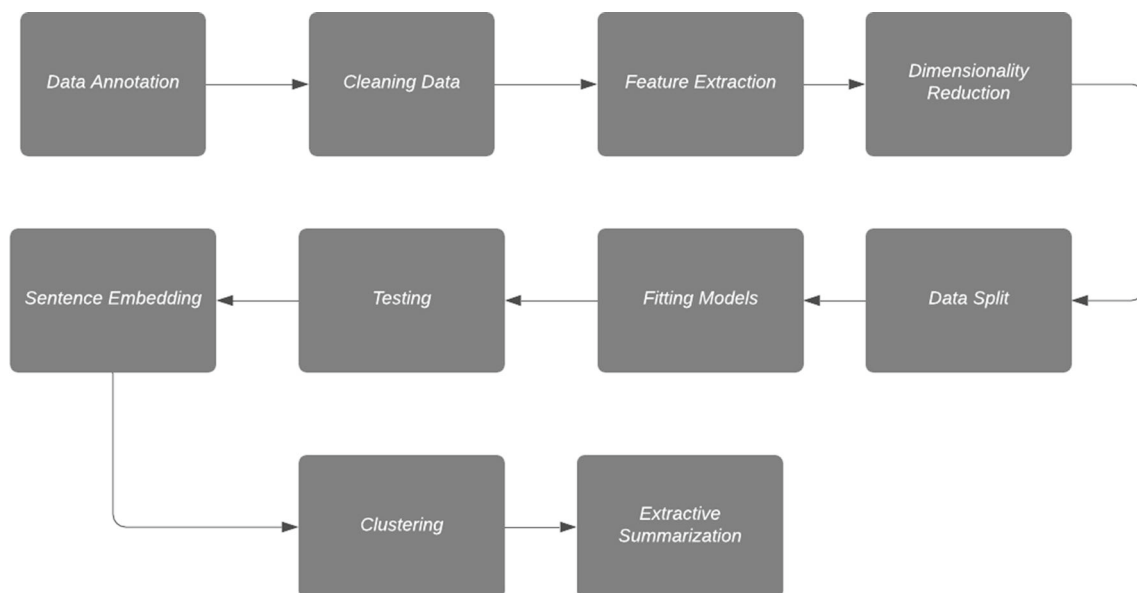 Data Annotation
Cleaning Data
Feature Extraction
Dimensionality
Reduction
Data Split
Fitting Models
Testing
Sentence Embedding
Clustering
Extractive
Summarization